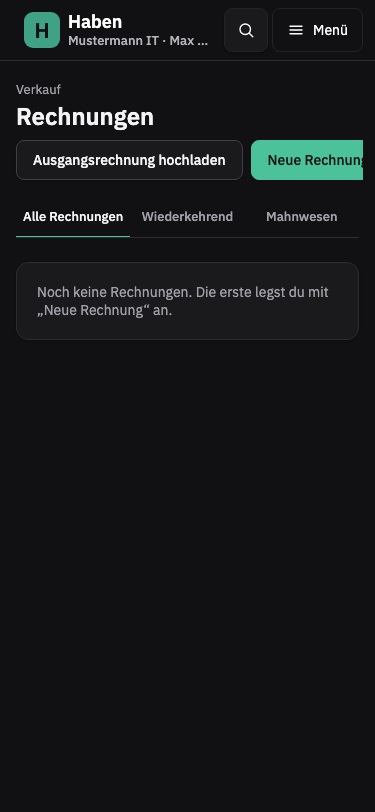 H
Haben
Mustermann IT · Max ...
Menü
Verkauf
Rechnungen
Ausgangsrechnung hochladen
Neue Rechnung
Alle Rechnungen
Wiederkehrend
Mahnwesen
Noch keine Rechnungen. Die erste legst du mit
„Neue Rechnung“ an.